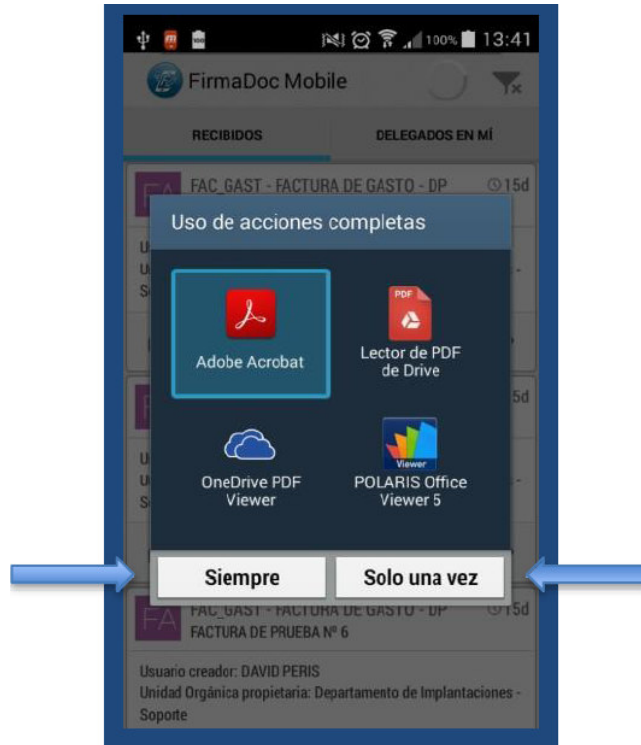 100% 13:41
FirmaDoc Mobile
RECIBIDOS DELEGADOS EN MÍ
FAC_GAST - FACTURA DE GASTO - DP 15d
Uso de acciones completas
Adobe Acrobat
PDF
Lector de PDF
de Drive
5d
OneDrive PDF
Viewer
Viewer
POLARIS Office
Viewer 5
Siempre Solo una vez
FA FAC_GAST - FACTURA DE GASTO - DP 15d
FACTURA DE PRUEBA Nº 6
Usuario creador: DAVID PERIS
Unidad Orgánica propietaria: Departamento de Implantaciones -
Soporte